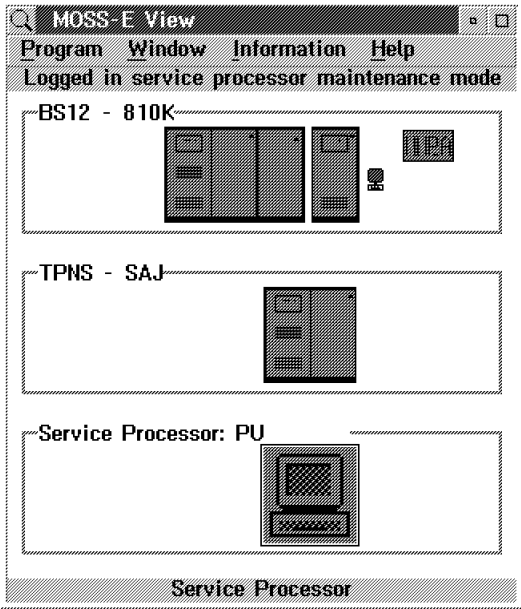 MOSS-E View
Program Window Information Help
Logged in service processor maintenance mode
BS12 - 810K
TPNS - SAJ
Service Processor: PU
Service Processor